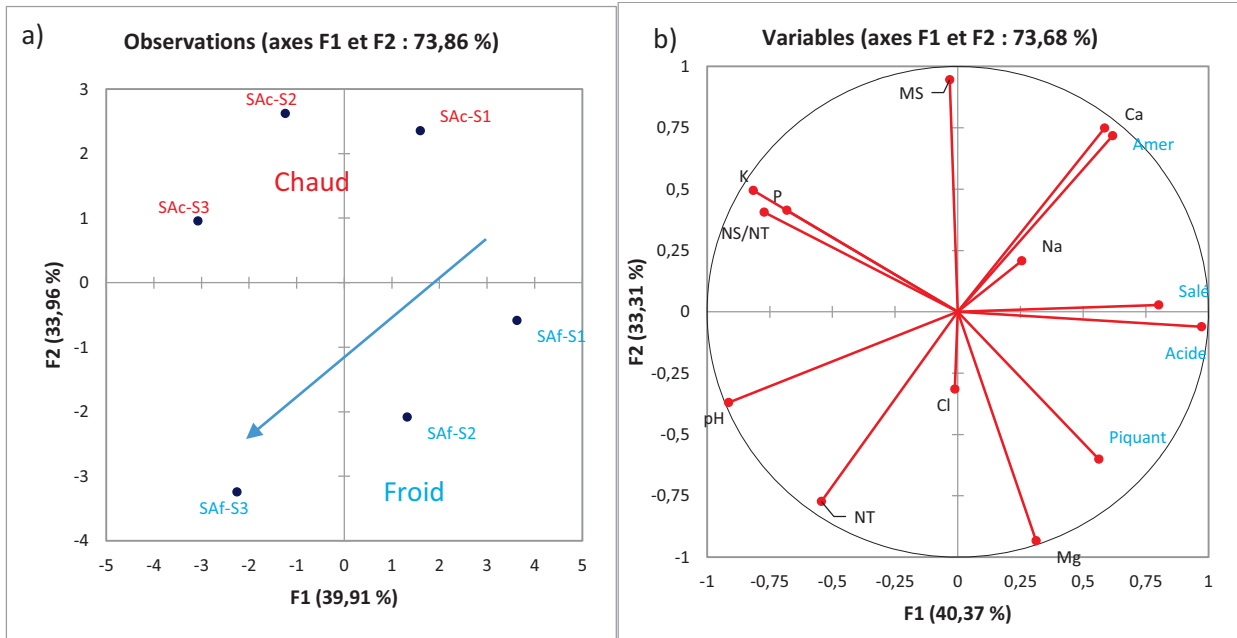 a)
Observations (axes F1 et F2 : 73,86 %)
3
2
1
0
-1
-2
-3
-4
F2 (33,96 %)
SAc-S2
SAc-S1
Chaud
SAc-S3
SAf-S1
SAf-S2
SAf-S3
Froid
-5 -4 -3 -2 -1 0 1 2 3 4 5
F1 (39,91 %)
b)
Variables (axes F1 et F2 : 73,68 %)
1
0,75
0,5
0,25
0
-0,25
-0,5
-0,75
-1
F2 (33,31 %)
MS
Ca
Amer
K
P
NS/NT
Na
Salé
Acide
Cl
pH
Piquant
NT
Mg
-1 -0,75 -0,5 -0,25 0 0,25 0,5 0,75 1
F1 (40,37 %)